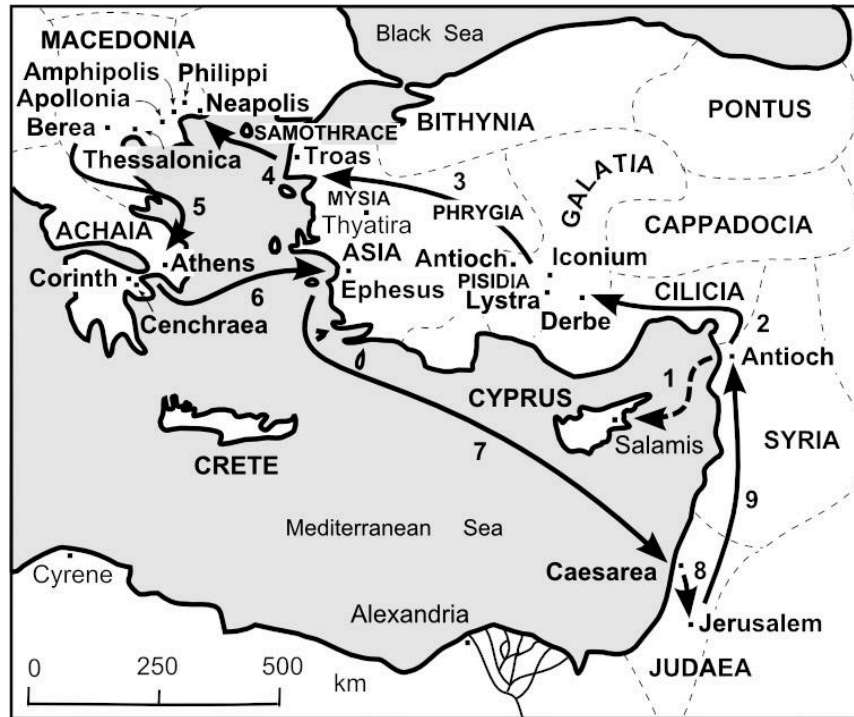 Black Sea
MACEDONIA
Amphipolis
Philippi
Apollonia
Neapolis
Berea
SAMOTHRACE
BITHYNIA
PONTUS
Thessalonica
Troas
4
3
GALATIA
MYSIA
PHRYGIA
Thyatira
5
CAPPADOCIA
ACHAIA
ASIA
Antioch
Iconium
Athens
Corinth
PISIDIA
Ephesus
Lystra
CILICIA
6
Cenchraea
Derbe
2
Antioch
1
CYPRUS
Salamis
SYRIA
CRETE
7
9
Mediterranean Sea
Caesarea
8
Cyrene
Alexandria
Jerusalem
JUDAEA
0 250 500
km